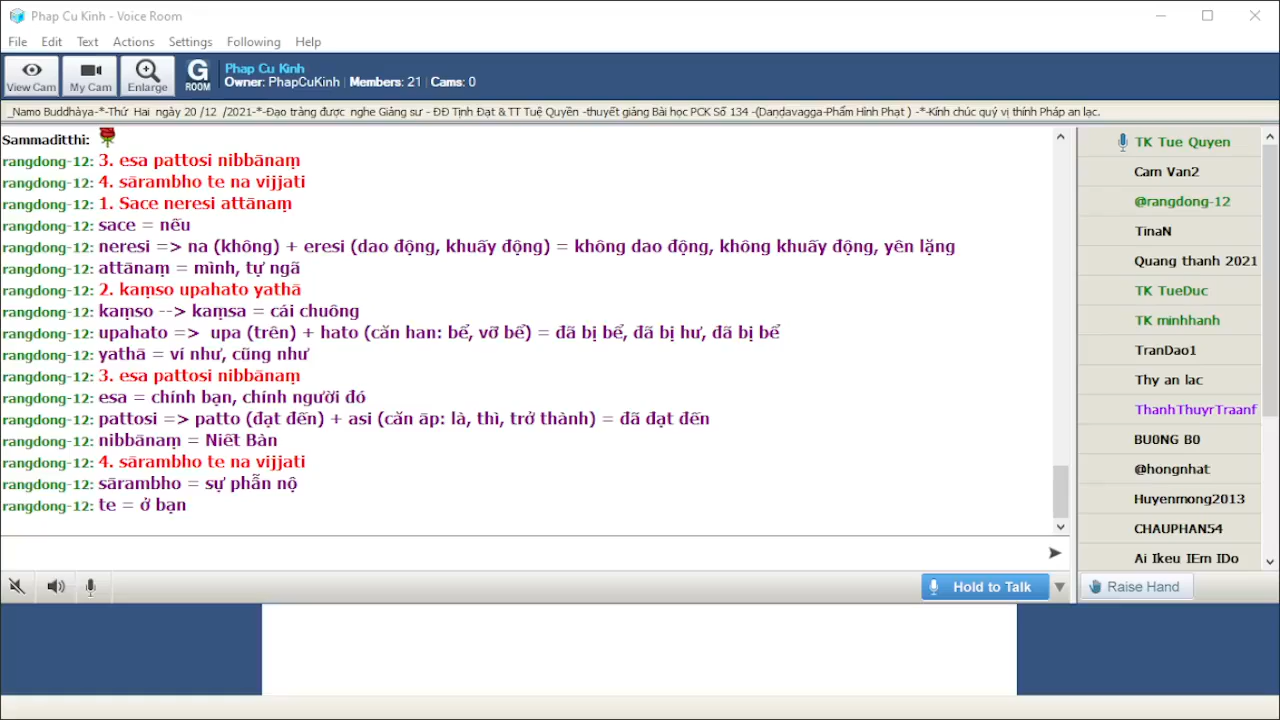 Phap Cu Kinh - Voice Room
File Edit Text Actions Settings Following Help
View Cam
My Cam
Enlarge
G
ROOM
Phap Cu Kinh
Owner: PhapCuKinh | Members: 21 | Cams: 0
_Namo Buddhàya-*-Thứ Hai ngày 20 /12 /2021-*-Đạo tràng được nghe Giảng sư - ĐĐ Tịnh Đạt & TT Tuệ Quyền -thuyết giảng Bài học PCK Số 134 -(Daṇḍavagga-Phẩm Hình Phạt ) -*-Kính chúc quý vị thính Pháp an lạc.
Sammaditthi:
rangdong-12: 3. esa pattosi nibbānaṃ
rangdong-12: 4. sārambho te na vijjati
rangdong-12: 1. Sace neresi attānaṃ
rangdong-12: sace = nếu
rangdong-12: neresi => na (không) + eresi (dao động, khuấy động) = không dao động, không khuấy động, yên lặng
rangdong-12: attānaṃ = mình, tự ngã
rangdong-12: 2. kaṃso upahato yathā
rangdong-12: kaṃso --> kaṃsa = cái chuông
rangdong-12: upahato => upa (trên) + hato (căn han: bể, vỡ bể) = đã bị bể, đã bị hư, đã bị bể
rangdong-12: yathā = ví như, cũng như
rangdong-12: 3. esa pattosi nibbānaṃ
rangdong-12: esa = chính bạn, chính người đó
rangdong-12: pattosi => patto (đạt đến) + asi (căn āp: là, thì, trở thành) = đã đạt đến
rangdong-12: nibbānaṃ = Niết Bàn
rangdong-12: 4. sārambho te na vijjati
rangdong-12: sārambho = sự phẫn nộ
rangdong-12: te = ở bạn
TK Tue Quyen
Cam Van2
@rangdong-12
TinaN
Quang thanh 2021
TK TueDuc
TK minhhanh
TranDao1
Thy an lac
ThanhThuyrTraanf
BU0NG B0
@hongnhat
Huyenmong2013
CHAUPHAN54
Ai Ikeu IEm IDo
Hold to Talk
Raise Hand